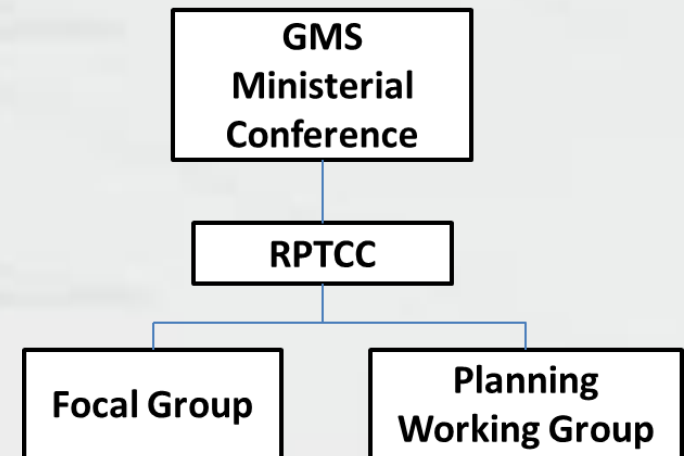 GMS
Ministerial
Conference
RPTCC
Focal Group
Planning
Working Group